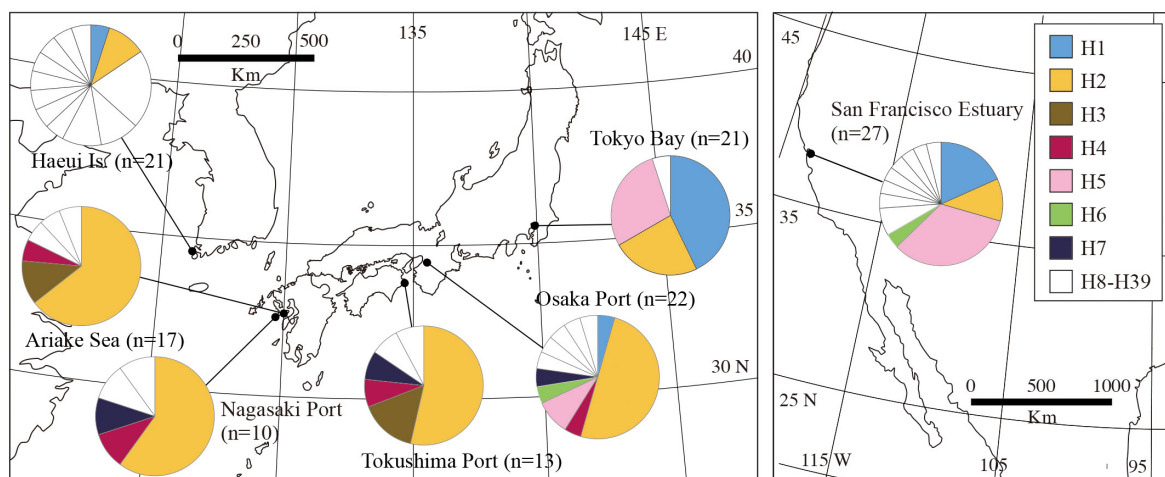 0 250 500
Km
135
145 E
40
35
30 N
Haeui Is. (n=21)
Ariake Sea (n=17)
Nagasaki Port
(n=10)
Tokushima Port (n=13)
Osaka Port (n=22)
Tokyo Bay (n=21)
45
San Francisco Estuary
(n=27)
35
25 N
115 W
105
95
0 500 1000
Km
H1
H2
H3
H4
H5
H6
H7
H8-H39